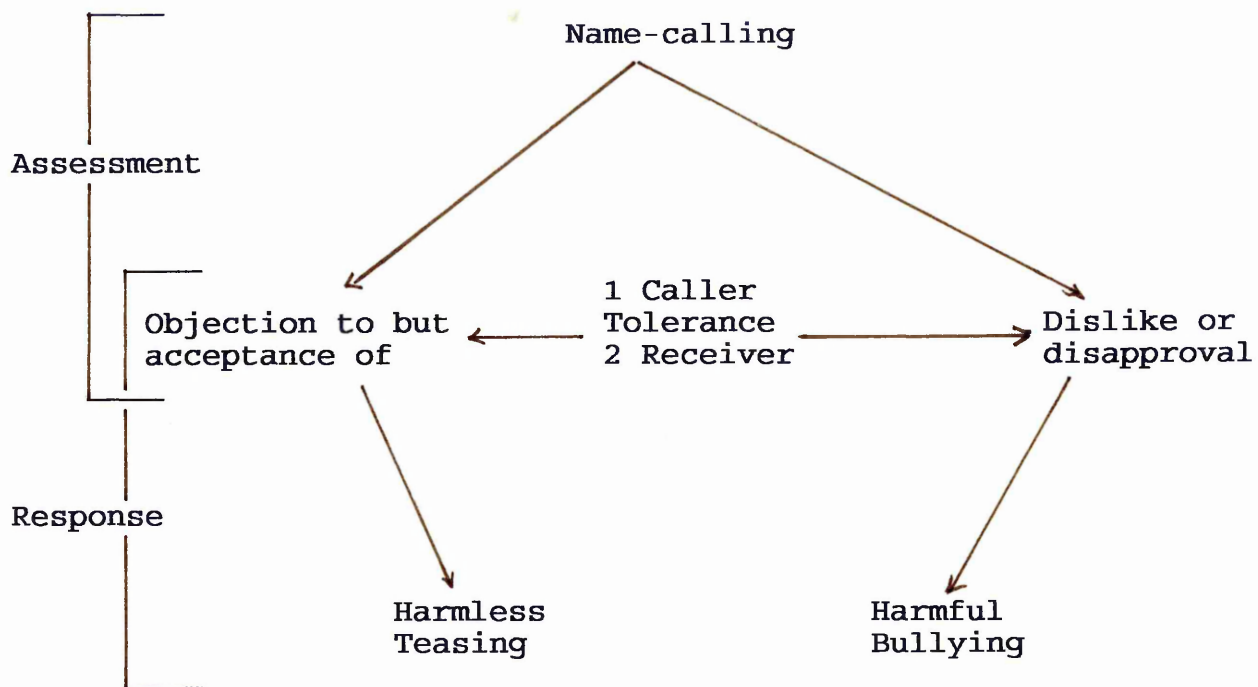 Name-calling
Assessment
1 Caller
Objection to but
Tolerance
Dislike or
acceptance of
2 Receiver
disapproval
Response
Harmless
Teasing
Harmful
Bullying